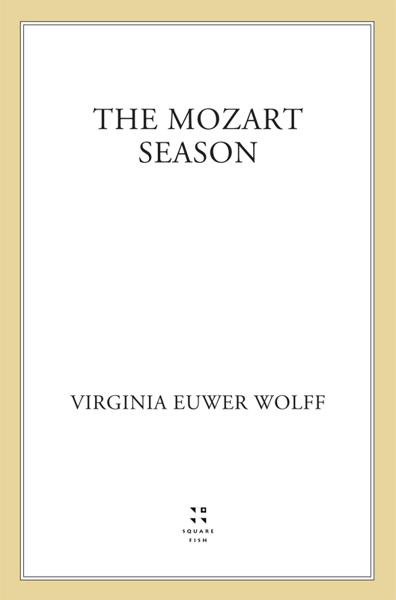 THE MOZART
SEASON
VIRGINIA EUWER WOLFF
SQUARE
FISH